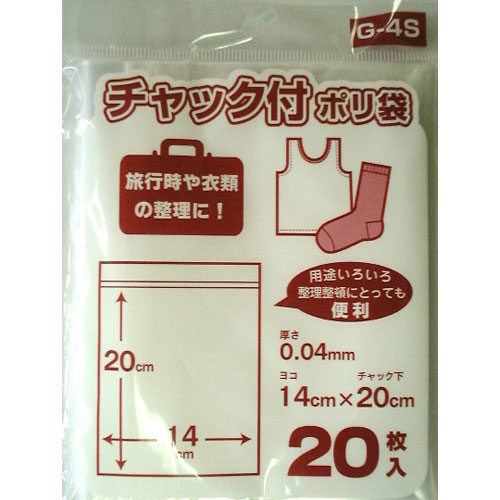 G-4S
チャック付 ポリ袋
旅行時や衣類
の整理に！
用途いろいろ
整理整頓にとっても
便利
厚さ
0.04mm
ヨコ チャック下
14cm×20cm
20cm
14
cm
20枚入